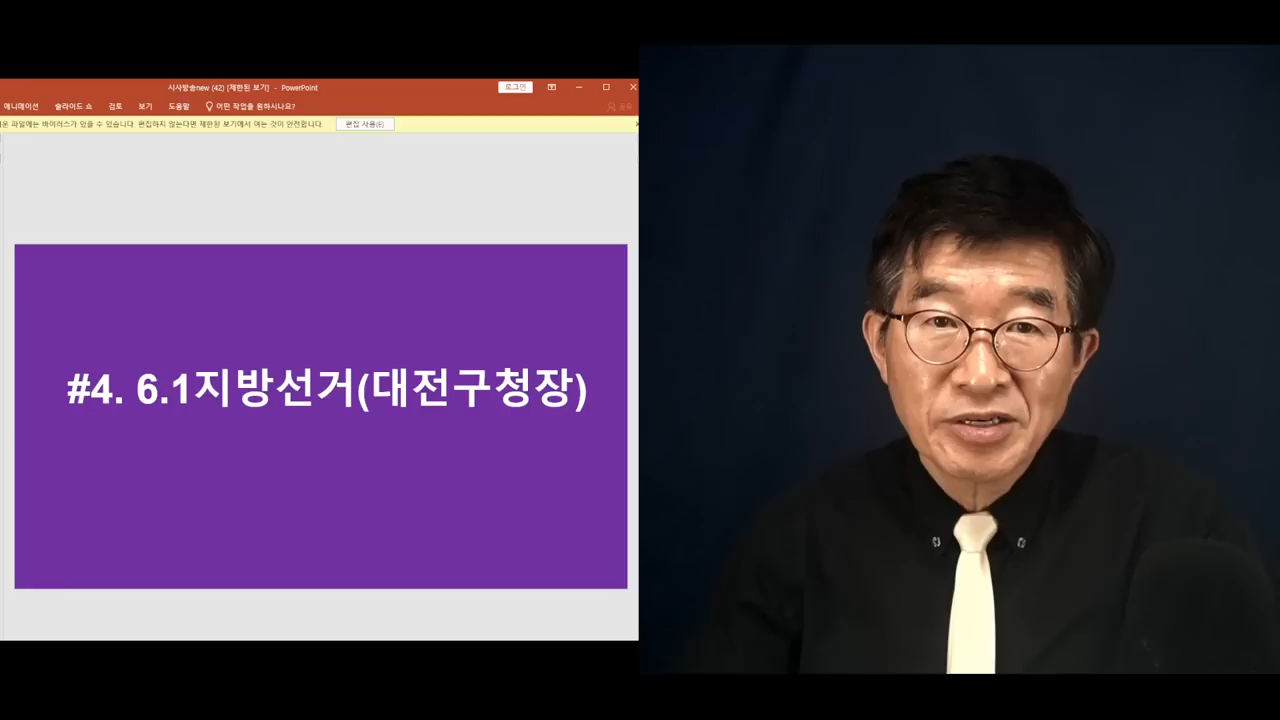 시사방송new (42) [제한된 보기] - PowerPoint
로그인
애니메이션 슬라이드 쇼 검토 보기 도움말 어떤 작업을 원하시나요?
공유
운 파일에는 바이러스가 있을 수 있습니다. 편집하지 않는다면 제한된 보기에서 여는 것이 안전합니다. 편집 사용(E)
#4. 6.1지방선거(대전구청장)